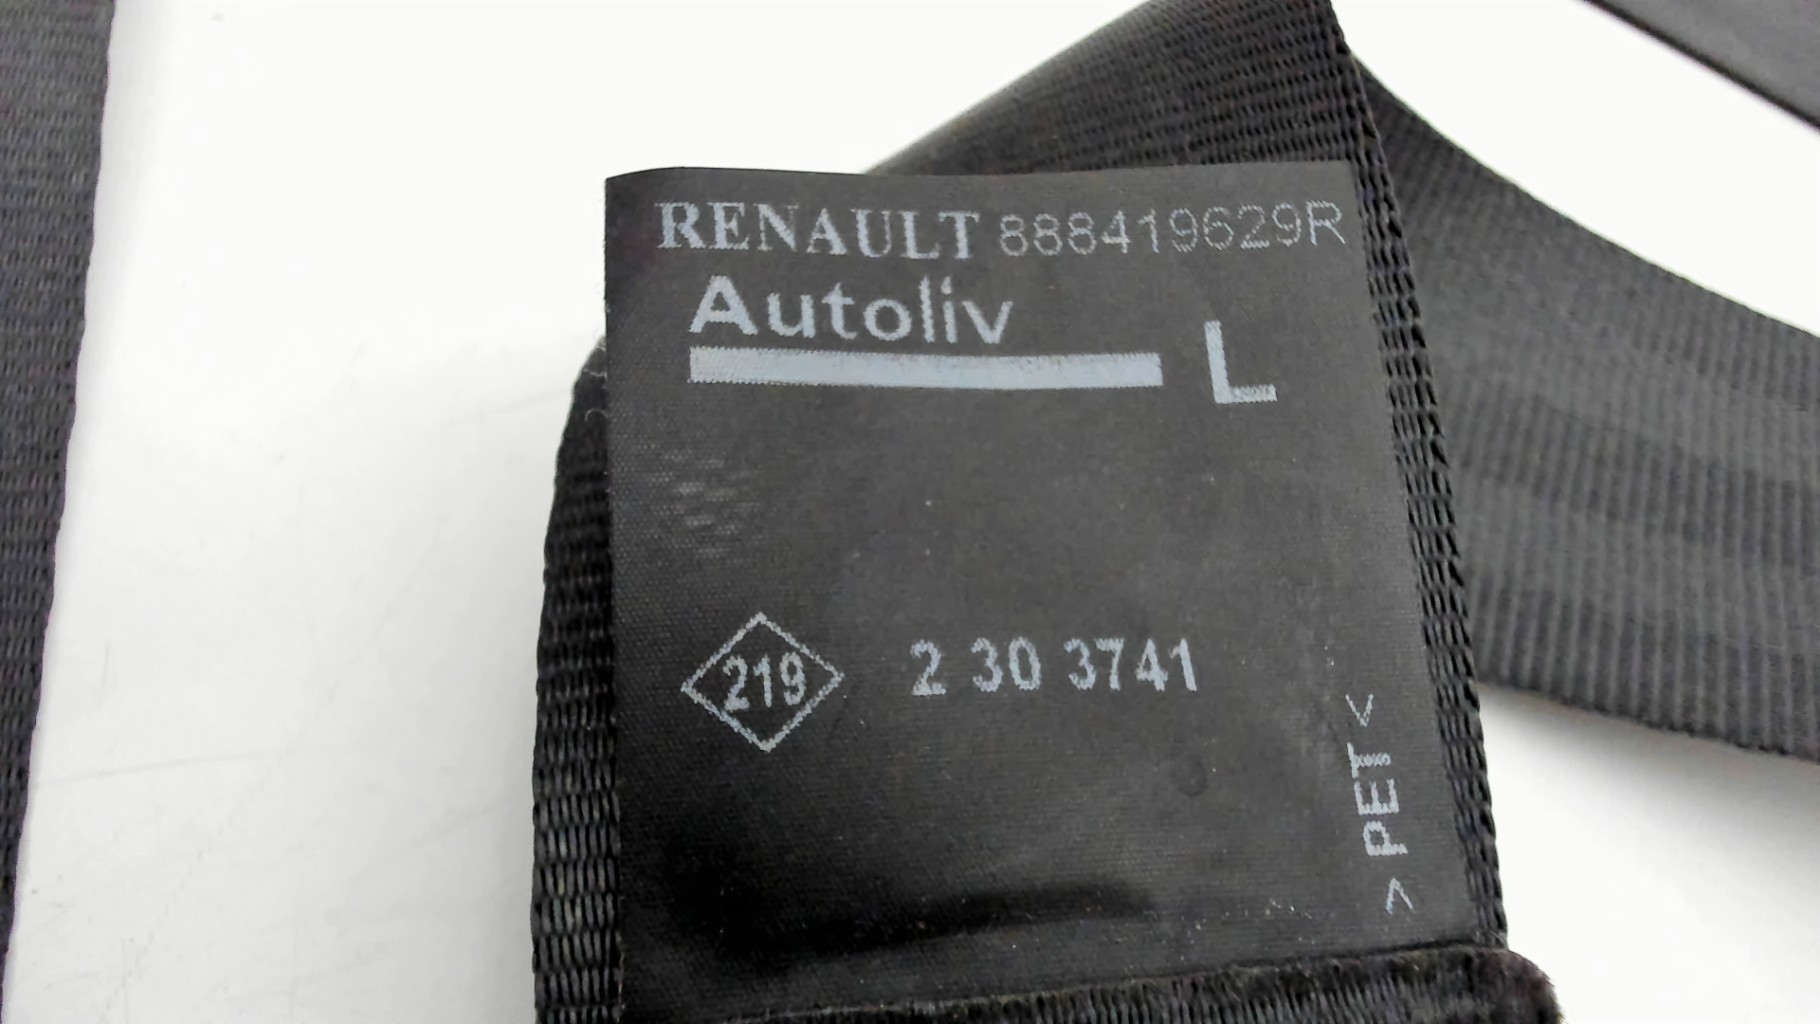 RENAULT 888419629R
Autoliv
L
219 2 30 3741
> PET <